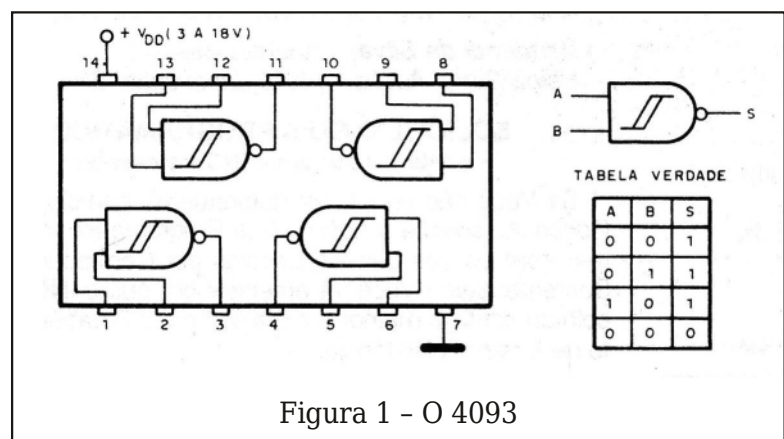 + VDD ( 3 A 18V )
14 13 12 11 10 9 8
A
B
S
1 2 3 4 5 6 7
TABELA VERDADE
A B S
0 0 1
0 1 1
1 0 1
0 0 0
Figura 1 – O 4093